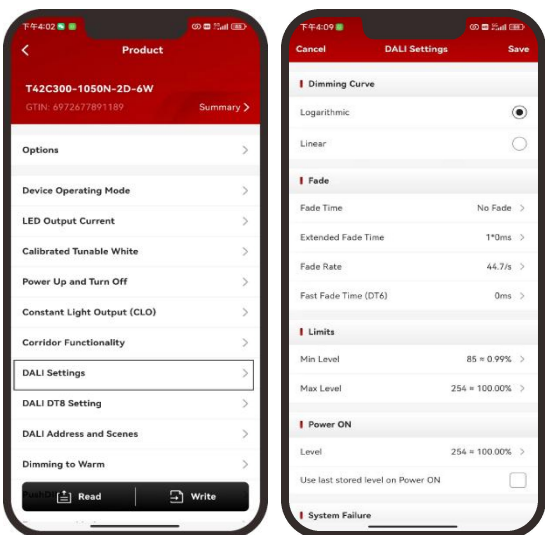 下午4:02
Product
T42C300-1050N-2D-6W
GTIN: 6972677891189
Summary
Options
Device Operating Mode
LED Output Current
Calibrated Tunable White
Power Up and Turn Off
Constant Light Output (CLO)
Corridor Functionality
DALI Settings
DALI DT8 Setting
DALI Address and Scenes
Dimming to Warm
Read
Write
下午4:09
Cancel
DALI Settings
Save
Dimming Curve
Logarithmic
Linear
Fade
Fade Time
No Fade
Extended Fade Time
1*0ms
Fade Rate
44.7/s
Fast Fade Time (DT6)
0ms
Limits
Min Level
85 = 0.99%
Max Level
254 = 100.00%
Power ON
Level
254 = 100.00%
Use last stored level on Power ON
System Failure